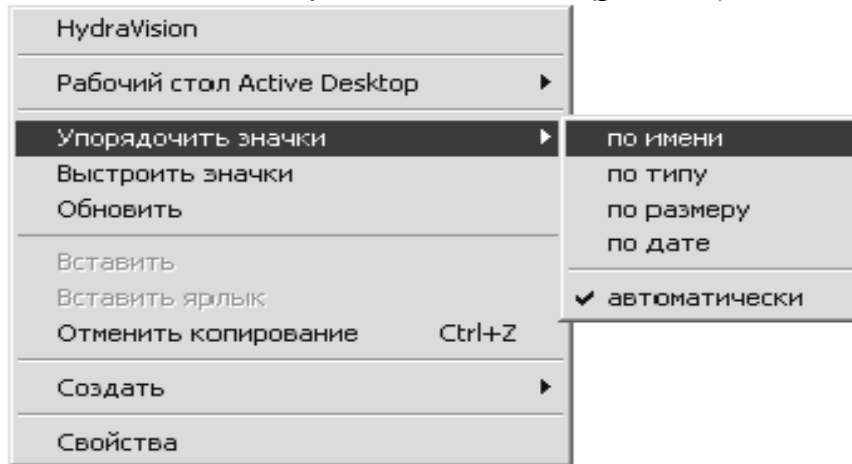 HydraVision
Рабочий стол Active Desktop
Упорядочить значки
Выстроить значки
Обновить
Вставить
Вставить ярлык
Отменить копирование Ctrl+Z
Создать
Свойства
по имени
по типу
по размеру
по дате
автоматически